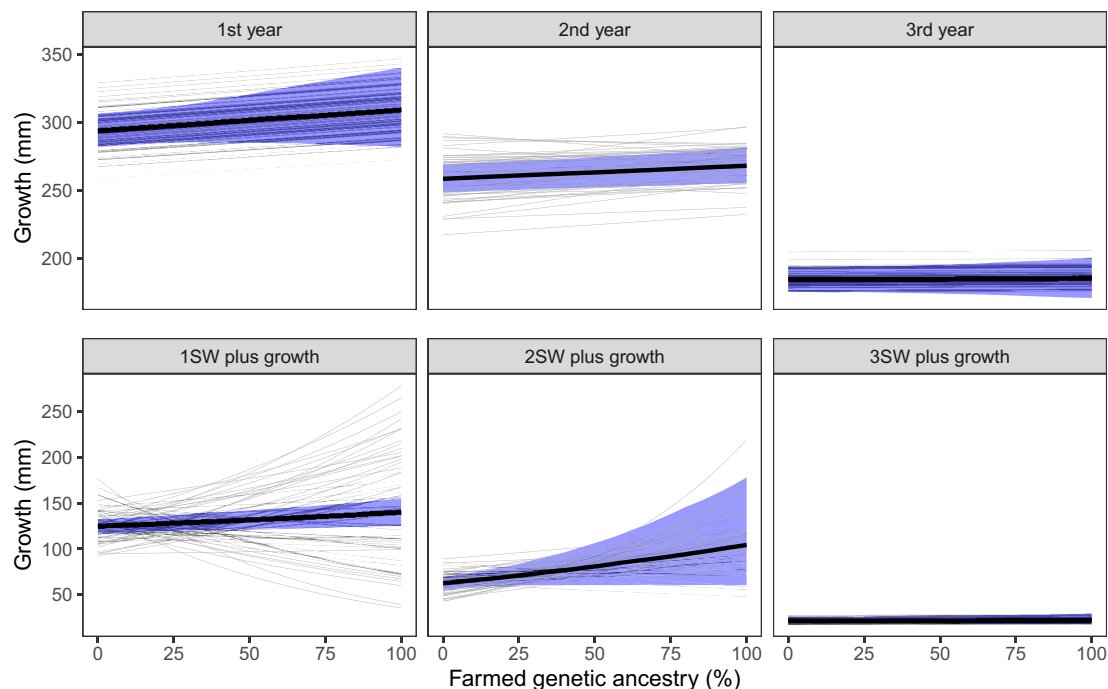 1st year
2nd year
3rd year
350
300
250
200
Growth (mm)
1SW plus growth
2SW plus growth
3SW plus growth
250
200
150
100
50
Growth (mm)
0 25 50 75 100
0 25 50 75 100
0 25 50 75 100
Farmed genetic ancestry (%)